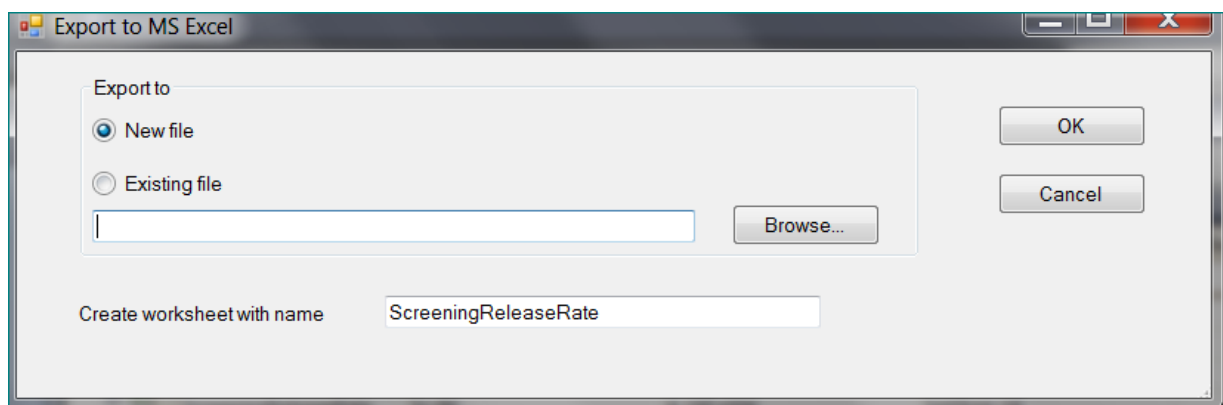 Export to MS Excel
Export to
New file
OK
Existing file
Cancel
Browse...
Create worksheet with name
ScreeningReleaseRate